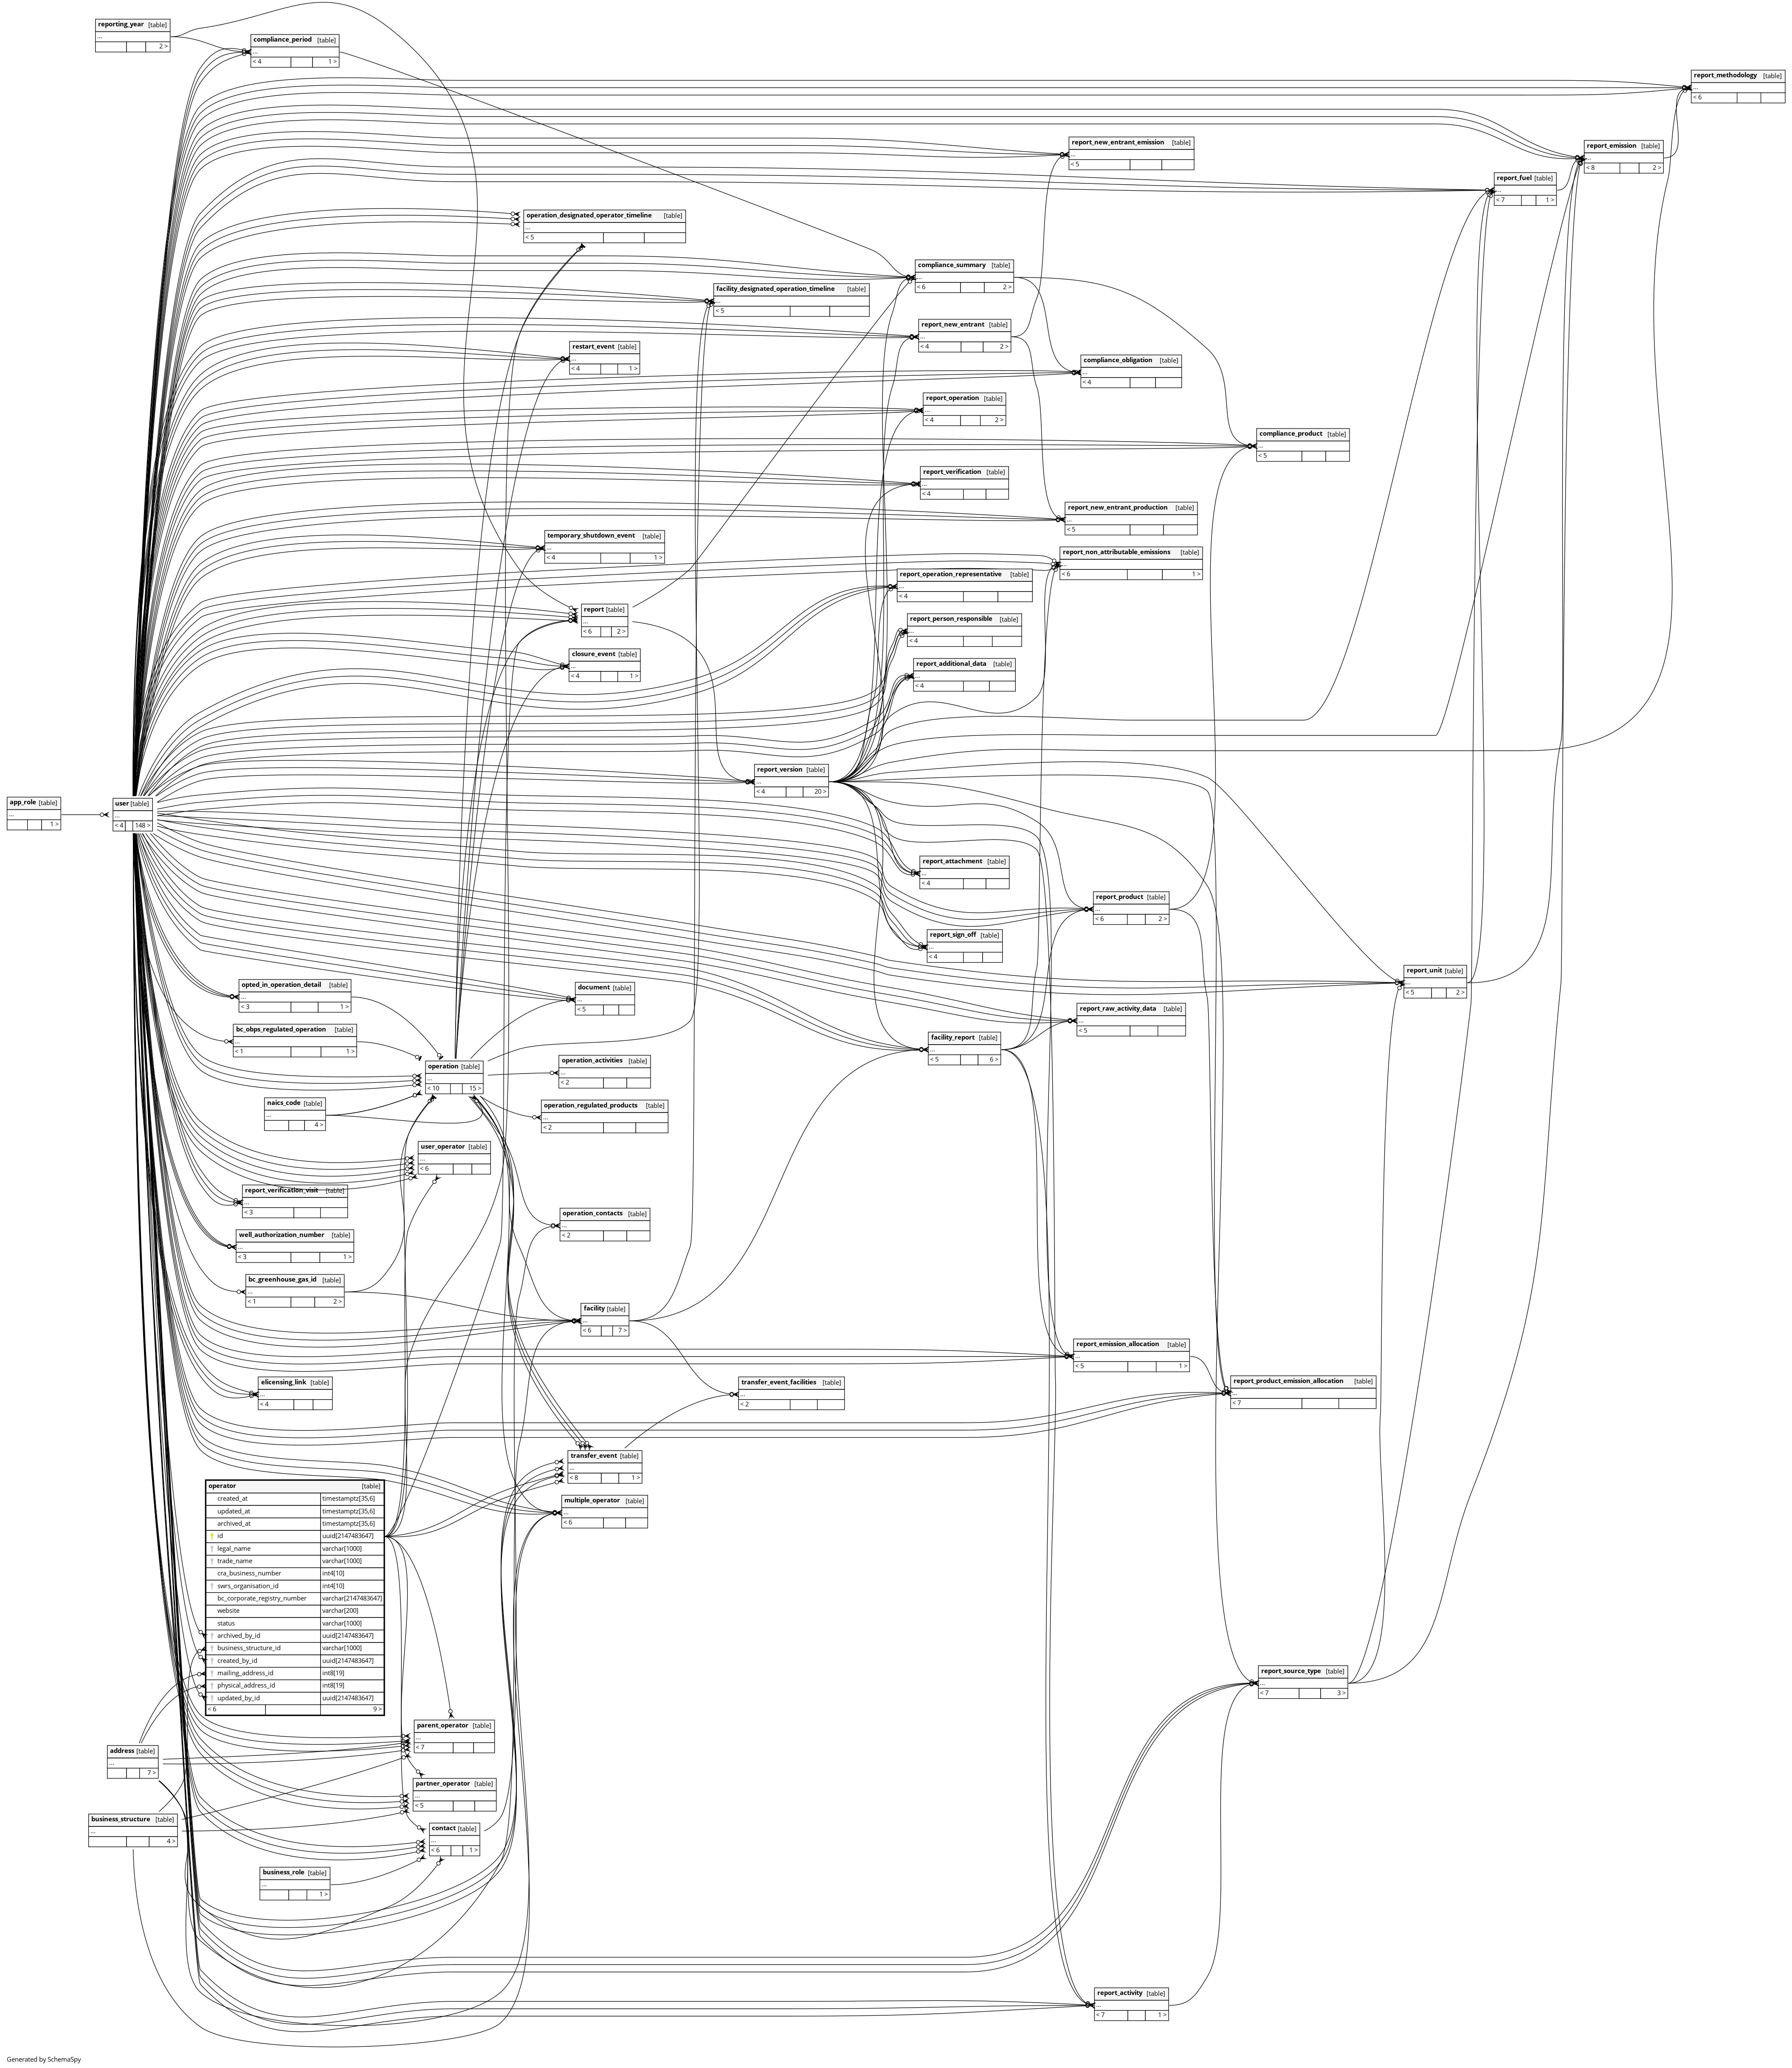 reporting_year [table]
...
2 >
compliance_period [table]
...
< 4 1 >
report_methodology [table]
...
< 6
report_new_entrant_emission [table]
...
< 5
report_emission [table]
...
< 8 2 >
report_fuel [table]
...
< 7 1 >
operation_designated_operator_timeline [table]
...
< 5
compliance_summary [table]
...
< 6 2 >
facility_designated_operation_timeline [table]
...
< 5
report_new_entrant [table]
...
< 4 2 >
restart_event [table]
...
< 4 1 >
compliance_obligation [table]
...
< 4
report_operation [table]
...
< 4 2 >
compliance_product [table]
...
< 5
report_verification [table]
...
< 4
report_new_entrant_production [table]
...
< 5
temporary_shutdown_event [table]
...
< 4 1 >
report_non_attributable_emissions [table]
...
< 6 1 >
report_operation_representative [table]
...
< 4
report [table]
...
< 6 2 >
report_person_responsible [table]
...
< 4
closure_event [table]
...
< 4 1 >
report_additional_data [table]
...
< 4
report_version [table]
...
< 4 20 >
app_role [table]
...
1 >
user [table]
...
< 4 148 >
report_attachment [table]
...
< 4
report_product [table]
...
< 6 2 >
report_sign_off [table]
...
< 4
report_unit [table]
...
< 5 2 >
opted_in_operation_detail [table]
...
< 3 1 >
document [table]
...
< 5
report_raw_activity_data [table]
...
< 5
bc_obps_regulated_operation [table]
...
< 1 1 >
facility_report [table]
...
< 5 6 >
operation [table]
...
< 10 15 >
operation_activities [table]
...
< 2
naics_code [table]
...
4 >
operation_regulated_products [table]
...
< 2
user_operator [table]
...
< 6
report_verification_visit [table]
...
< 3
operation_contacts [table]
...
< 2
well_authorization_number [table]
...
< 3 1 >
bc_greenhouse_gas_id [table]
...
< 1 2 >
facility [table]
...
< 6 7 >
report_emission_allocation [table]
...
< 5 1 >
elicensing_link [table]
...
< 4
transfer_event_facilities [table]
...
< 2
report_product_emission_allocation [table]
...
< 7
transfer_event [table]
...
< 8 1 >
multiple_operator [table]
...
< 6
operator [table]
created_at timestamptz[35,6]
updated_at timestamptz[35,6]
archived_at timestamptz[35,6]
id uuid[2147483647]
legal_name varchar[1000]
trade_name varchar[1000]
cra_business_number int4[10]
swrs_organisation_id int4[10]
bc_corporate_registry_number varchar[2147483647]
website varchar[200]
status varchar[1000]
archived_by_id uuid[2147483647]
business_structure_id varchar[1000]
created_by_id uuid[2147483647]
mailing_address_id int8[19]
physical_address_id int8[19]
updated_by_id uuid[2147483647]
< 6 9 >
report_source_type [table]
...
< 7 3 >
parent_operator [table]
...
< 7
address [table]
...
7 >
partner_operator [table]
...
< 5
business_structure [table]
...
4 >
contact [table]
...
< 6 1 >
business_role [table]
...
1 >
report_activity [table]
...
< 7 1 >
Generated by SchemaSpy